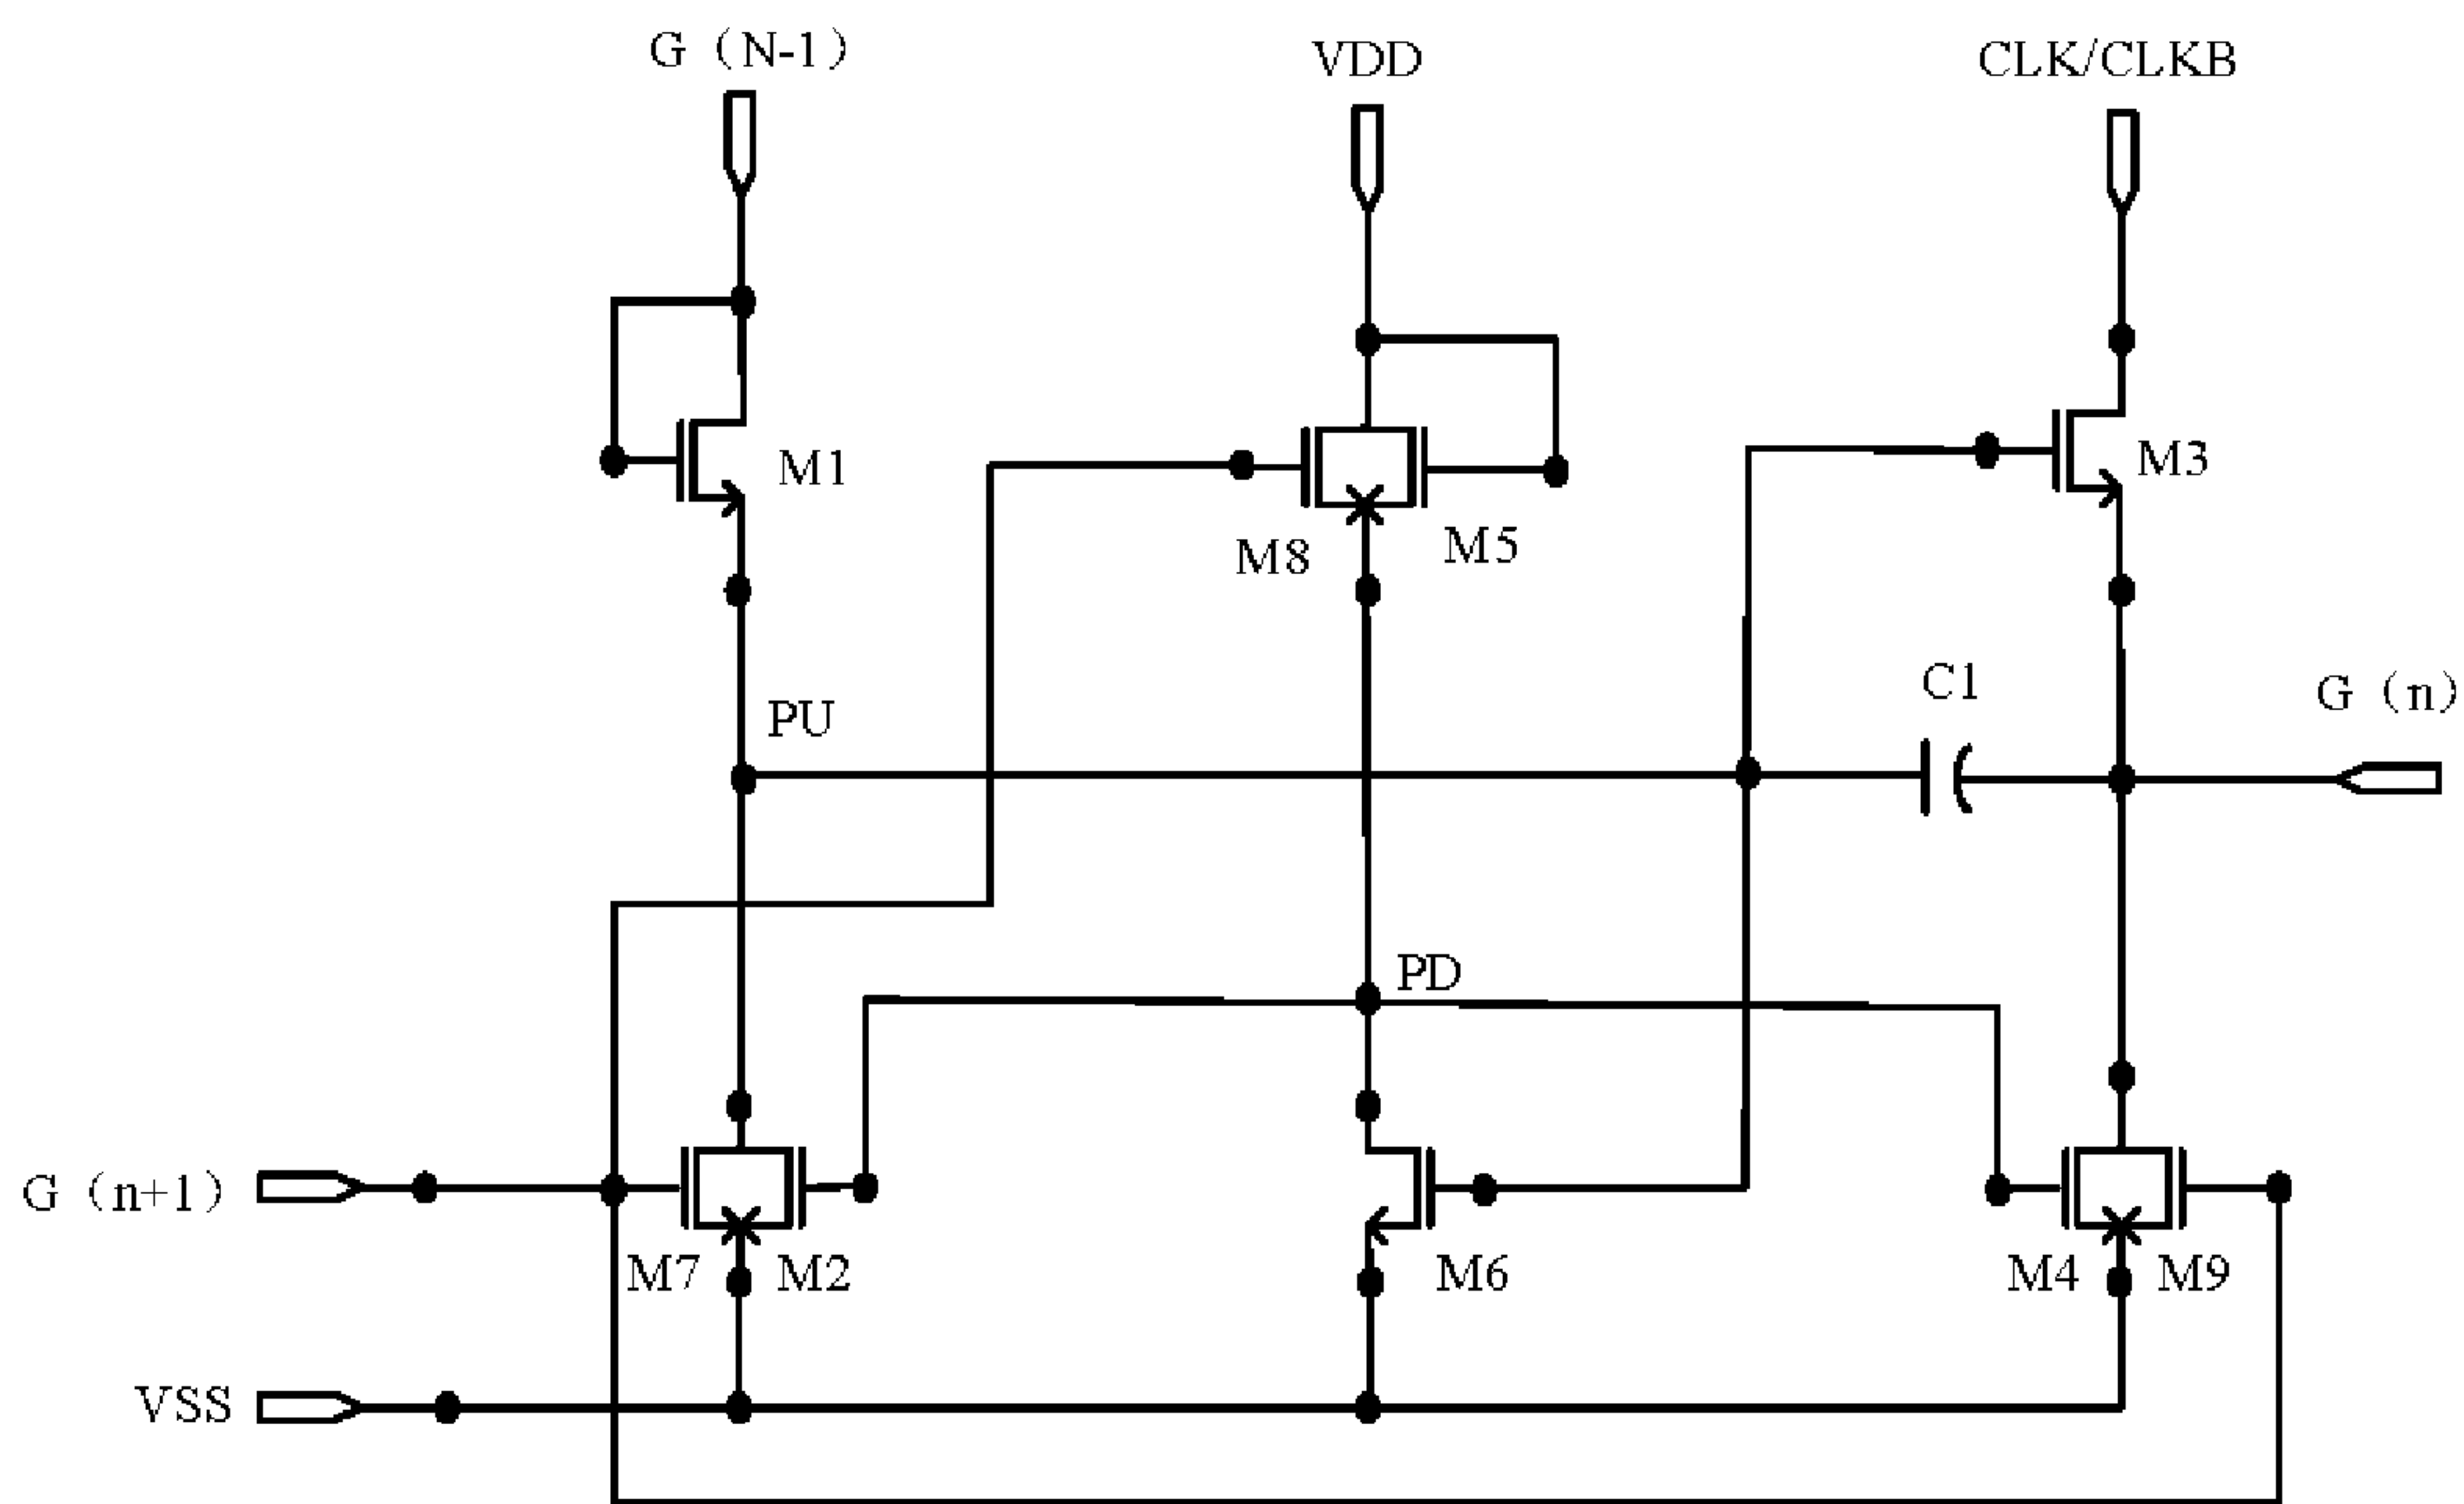 G（N-1）
VDD
CLK/CLKB
M1
M3
M8
M5
C1
G（n）
PU
PD
G（n+1）
M7
M2
M6
M4
M9
VSS